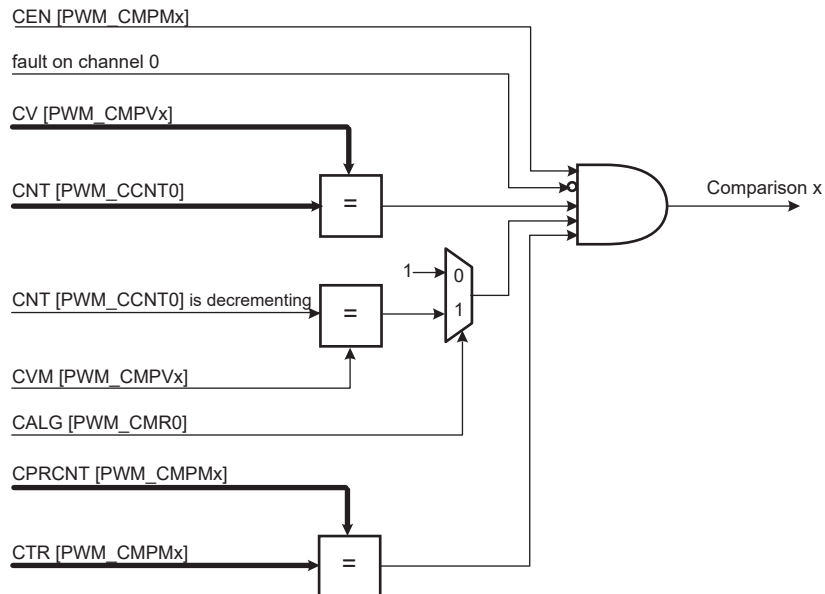 CEN [PWM_CMPMx]
fault on channel 0
CV [PWM_CMPVx]
CNT [PWM_CCNT0]
=
Comparison x
1
0
CNT [PWM_CCNT0] is decrementing
=
1
CVM [PWM_CMPVx]
CALG [PWM_CMR0]
CPRCNT [PWM_CMPMx]
CTR [PWM_CMPMx]
=